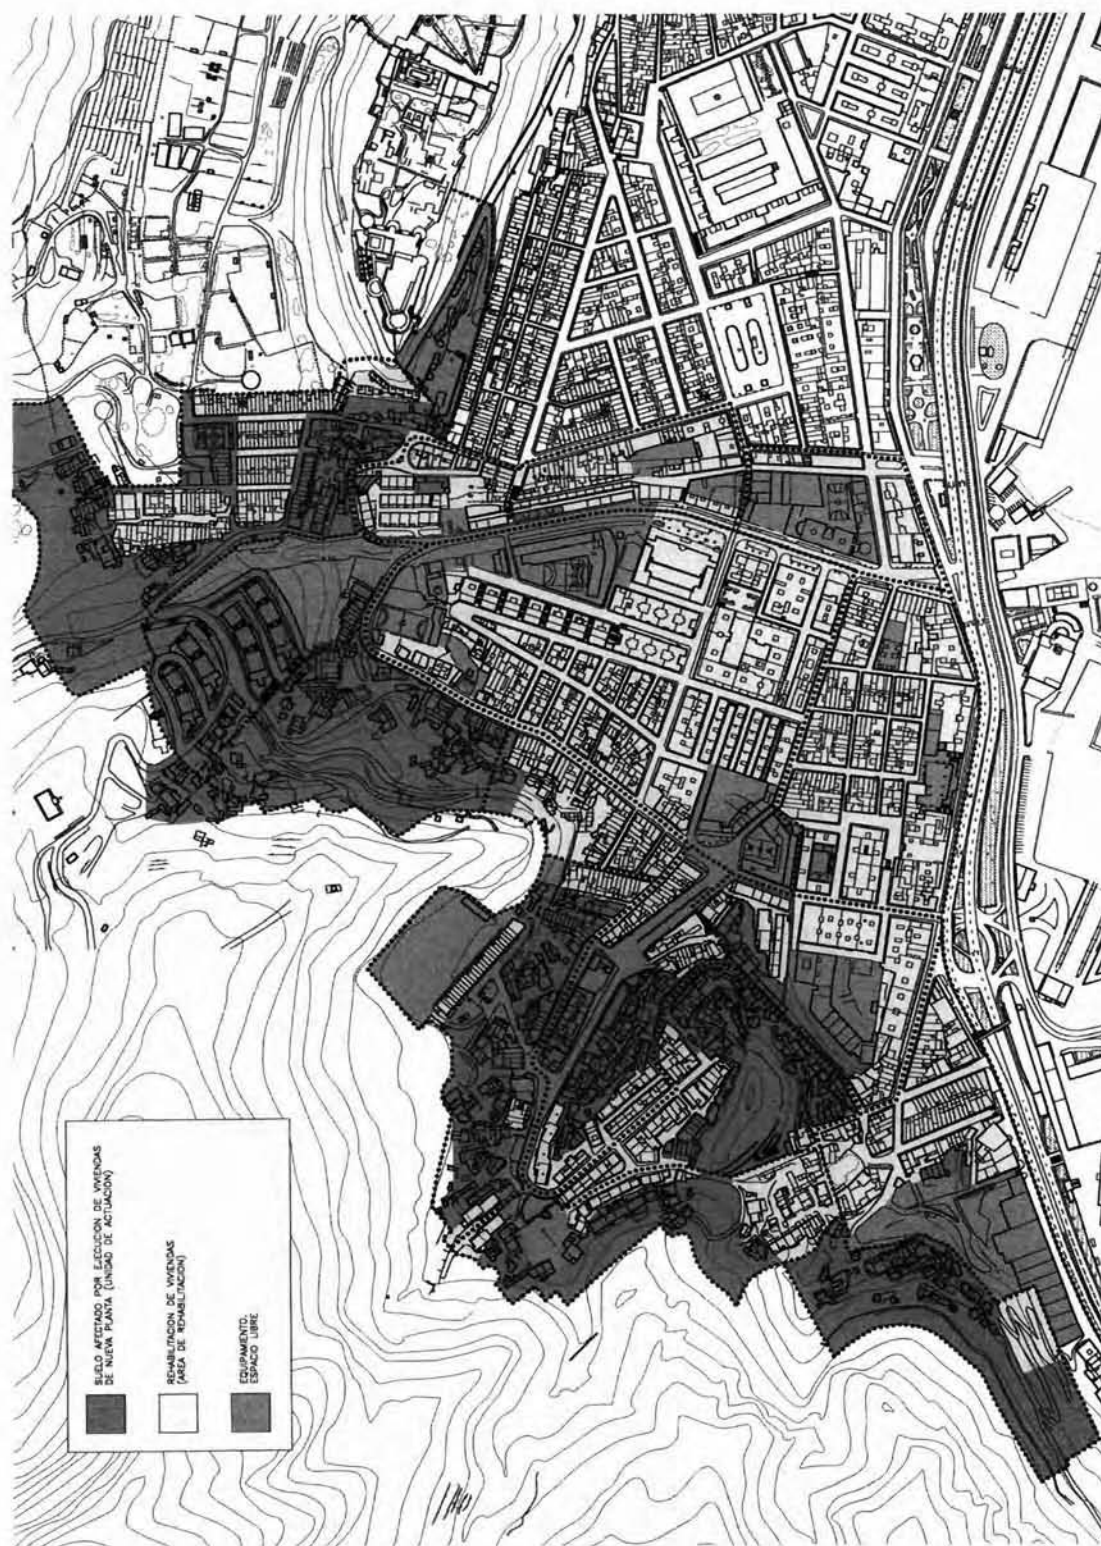 SUELO AFECTADO POR EJECUCION DE VIVIENDAS
DE NUEVA PLANTA (UNIDAD DE ACTUACIÓN)
REHABILITACION DE VIVIENDAS
(AREA DE REHABILITACION)
EQUIPAMIENTO.
ESPACIO LIBRE